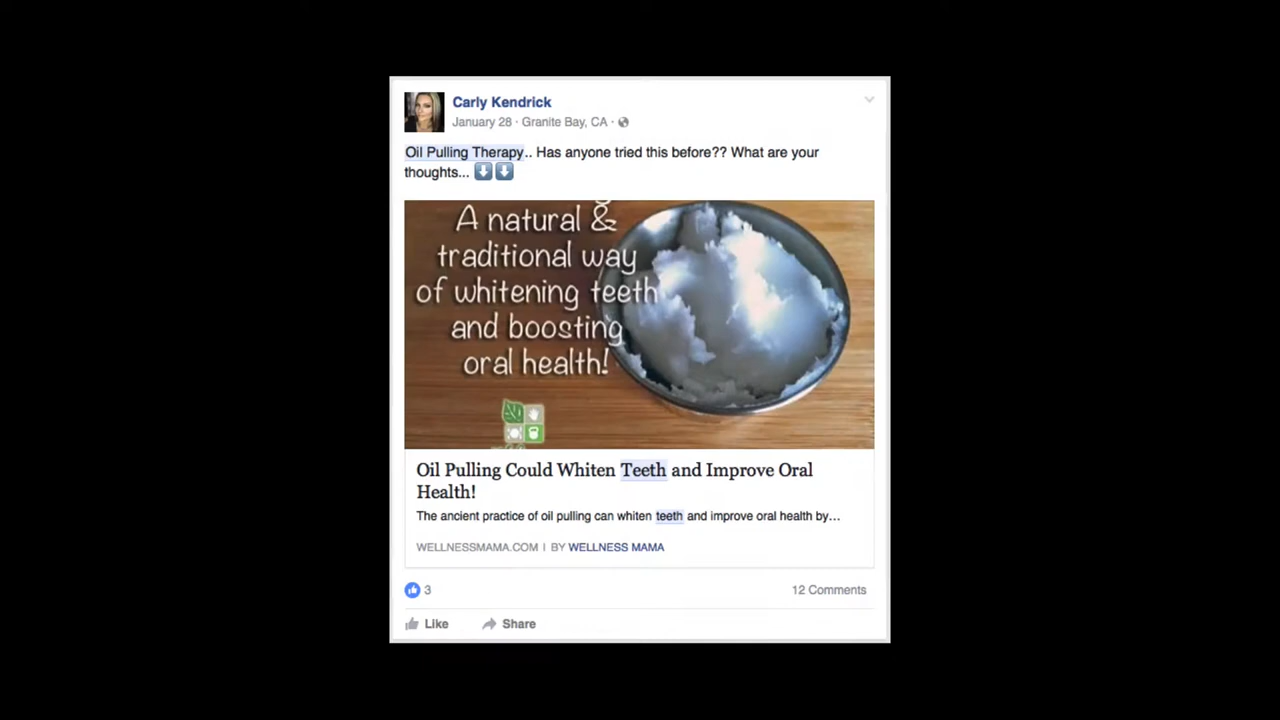 Carly Kendrick
January 28 · Granite Bay, CA ·
Oil Pulling Therapy.. Has anyone tried this before?? What are your
thoughts... ⬇⬇
A natural &
traditional way
of whitening teeth
and boosting
oral health!
Oil Pulling Could Whiten Teeth and Improve Oral
Health!
The ancient practice of oil pulling can whiten teeth and improve oral health by...
WELLNESSMAMA.COM | BY WELLNESS MAMA
3
12 Comments
Like Share